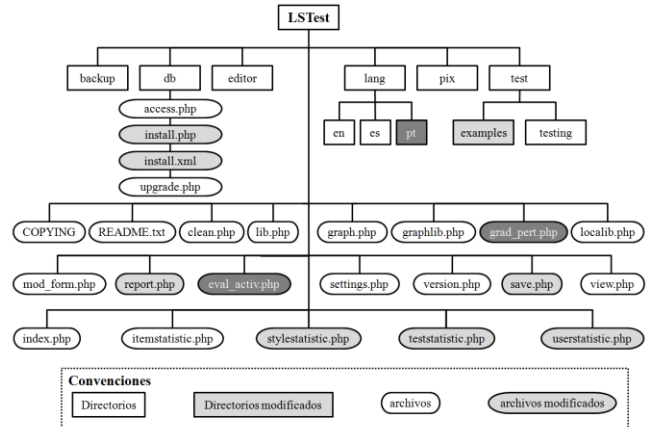 LSTest
backup db editor lang pix test
access.php
install.php
install.xml
upgrade.php
en es pt examples testing
COPYING README.txt clean.php lib.php graph.php graphlib.php grad_pert.php localib.php
mod_form.php report.php eval_activ.php settings.php version.php save.php view.php
index.php itemstatistic.php stylestatistic.php teststatistic.php userstatistic.php
Convenciones
Directorios Directorios modificados archivos archivos modificados